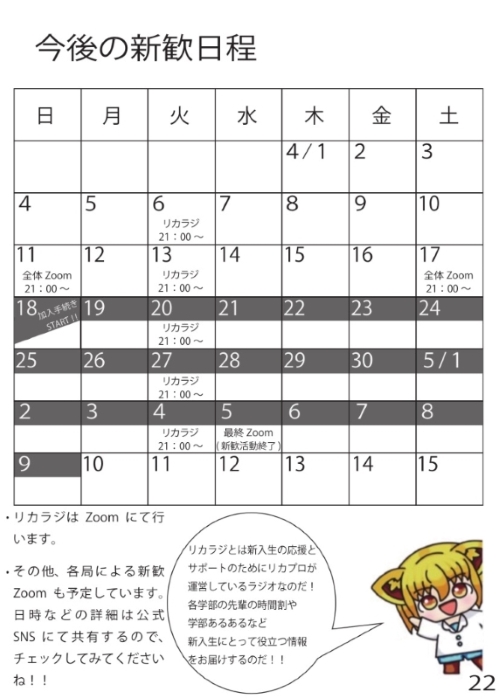 今後の新歓日程
日 月 火 水 木 金 土
4/1 2 3
4 5 6 7 8 9 10
リカラジ
21：00～
11 12 13 14 15 16 17
全体 Zoom リカラジ 全体 Zoom
21：00～ 21：00～ 21：00～
18 19 20 21 22 23 24
加入手続き
START!!
リカラジ
21：00～
25 26 27 28 29 30 5/1
リカラジ
21：00～
2 3 4 5 6 7 8
リカラジ 最終 Zoom
21：00～ (新歓活動終了)
9 10 11 12 13 14 15
・リカラジは Zoom にて行
います。
・その他、各局による新歓
Zoom も予定しています。
日時などの詳細は公式
SNS にて共有するので、
チェックしてみてください
ね！！
リカラジとは新入生の応援と
サポートのためにリカプロが
運営しているラジオなのだ！
各学部の先輩の時間割や
学部あるあるなど
新入生にとって役立つ情報
をお届けするのだ！！
22